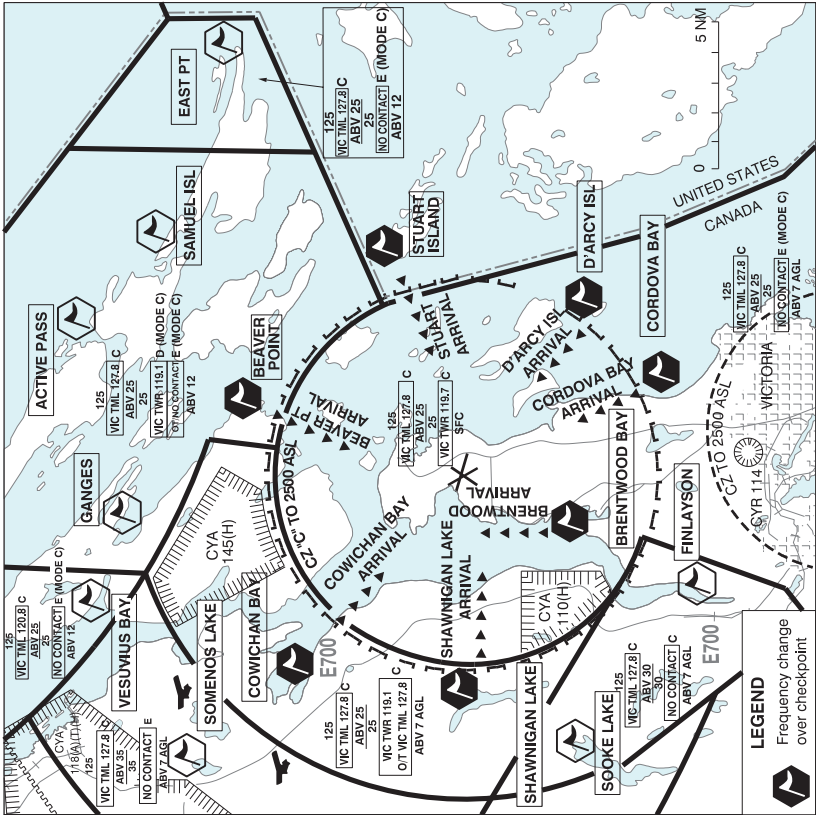 EAST PT
125
VIC TML 127.8 C
ABV 25
25
NO CONTACT E (MODE C)
ABV 12
SAMUEL ISL
STUART
ISLAND
UNITED STATES
CANADA
0
5 NM
D'ARCY ISL
CORDOVA BAY
ACTIVE PASS
125
VIC TML 127.8 C
ABV 25
25
VIC TWR 119.1 D (MODE C)
O/T NO CONTACT E (MODE C)
ABV 12
BEAVER
POINT
STUART
ARRIVAL
D'ARCY ISL
ARRIVAL
CORDOVA BAY
ARRIVAL
BEAVER PT
ARRIVAL
125
VIC TML 127.8 C
ABV 25
25
VIC TWR 119.7 C
SFC
125
VIC TML 127.8 C
ABV 25
25
NO CONTACT E (MODE C)
ABV 7 AGL
VICTORIA
CZ TO 2500 ASL
CYR 114
GANGES
CYA
145(H)
CZ "C" TO 2500 ASL
COWICHAN BAY
ARRIVAL
BRENTWOOD
ARRIVAL
BRENTWOOD BAY
FINLAYSON
125
VIC TML 120.8 C
ABV 25
25
NO CONTACT E (MODE C)
ABV 12
VESUVIUS BAY
SOMENOS LAKE
COWICHAN BAY
E700
SHAWNIGAN LAKE
ARRIVAL
CYA
110(H)
SHAWNIGAN LAKE
125
VIC TWR 127.8 C
ABV 25
25
VIC TWR 119.1
O/T VIC TML 127.8 C
ABV 7 AGL
SOOKE LAKE
125
VIC TML 127.8 C
ABV 30
30
NO CONTACT C
ABV 7 AGL
E700
CYA
118(A)(T)(H)
125
VIC TML 127.8 C
ABV 35
35
NO CONTACT E
ABV 7 AGL
LEGEND
Frequency change
over checkpoint